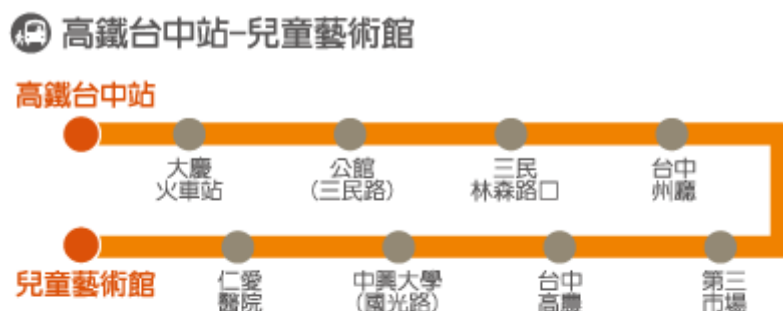 高鐵台中站-兒童藝術館
高鐵台中站
大慶
火車站
公館
(三民路)
三民
林森路口
台中
州廳
兒童藝術館
仁愛
醫院
中興大學
(國光路)
台中
高農
第三
市場